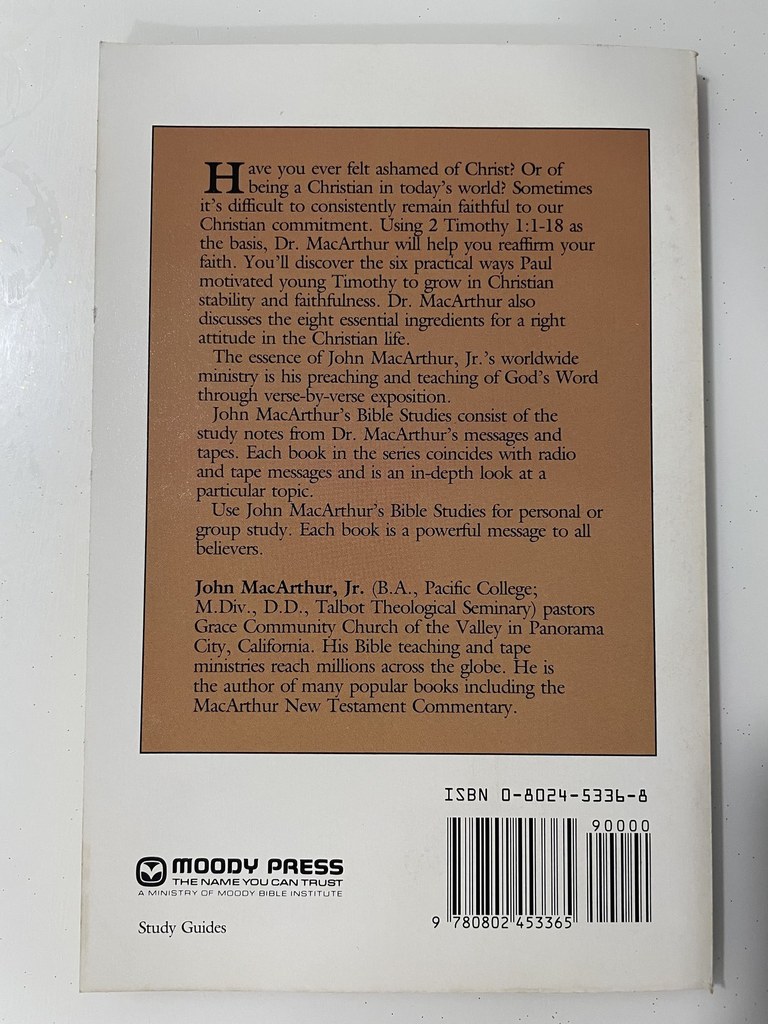 Have you ever felt ashamed of Christ? Or of
being a Christian in today's world? Sometimes
it's difficult to consistently remain faithful to our
Christian commitment. Using 2 Timothy 1:1-18 as
the basis, Dr. MacArthur will help you reaffirm your
faith. You'll discover the six practical ways Paul
motivated young Timothy to grow in Christian
stability and faithfulness. Dr. MacArthur also
discusses the eight essential ingredients for a right
attitude in the Christian life.
The essence of John MacArthur, Jr.'s worldwide
ministry is his preaching and teaching of God's Word
through verse-by-verse exposition.
John MacArthur's Bible Studies consist of the
study notes from Dr. MacArthur's messages and
tapes. Each book in the series coincides with radio
and tape messages and is an in-depth look at a
particular topic.
Use John MacArthur's Bible Studies for personal or
group study. Each book is a powerful message to all
believers.
John MacArthur, Jr. (B.A., Pacific College;
M.Div., D.D., Talbot Theological Seminary) pastors
Grace Community Church of the Valley in Panorama
City, California. His Bible teaching and tape
ministries reach millions across the globe. He is
the author of many popular books including the
MacArthur New Testament Commentary.
ISBN 0-8024-5336-8
90000
9 780802 453365
MOODY PRESS
THE NAME YOU CAN TRUST
A MINISTRY OF MOODY BIBLE INSTITUTE
Study Guides